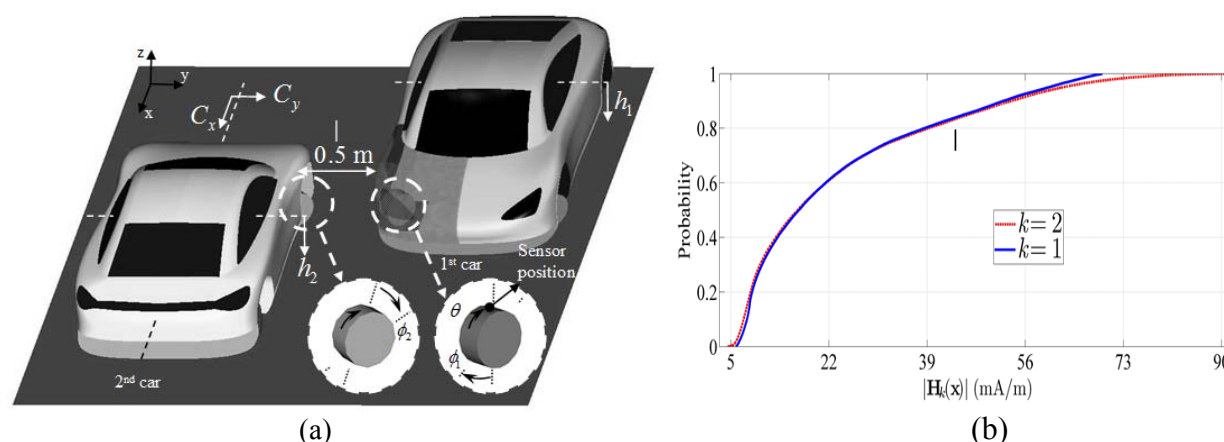 z
y
x
C_y
C_x
0.5 m
h_1
h_2
1st car
Sensor
position
θ
ϕ_2
ϕ_1
2nd car
(a)
1
0.8
0.6
0.4
0.2
0
Probability
k = 2
k = 1
5 22 39 56 73 90
|H_k(x)| (mA/m)
(b)